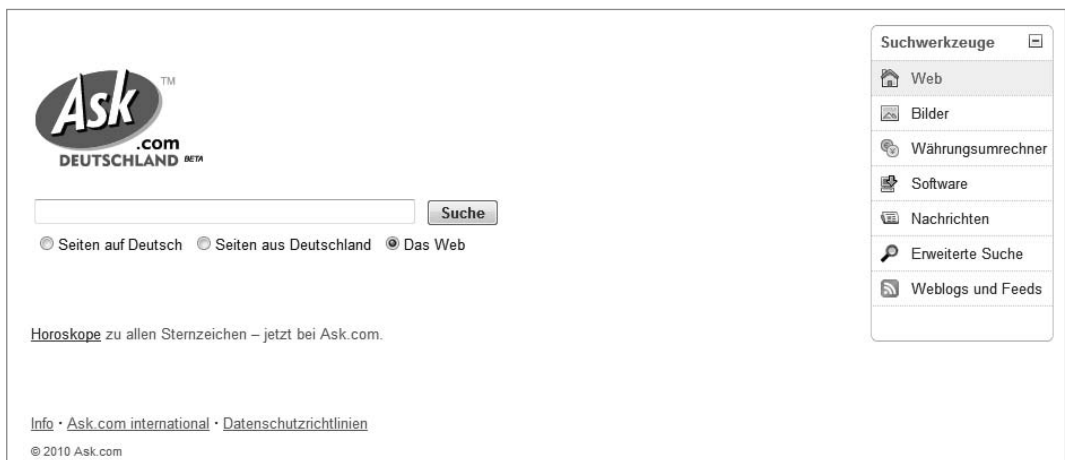 Ask TM
.com
DEUTSCHLAND BETA
Suche
Seiten auf Deutsch Seiten aus Deutschland Das Web
Horoskope zu allen Sternzeichen – jetzt bei Ask.com.
Info · Ask.com international · Datenschutzrichtlinien
© 2010 Ask.com
Suchwerkzeuge
Web
Bilder
Währungsumrechner
Software
Nachrichten
Erweiterte Suche
Weblogs und Feeds